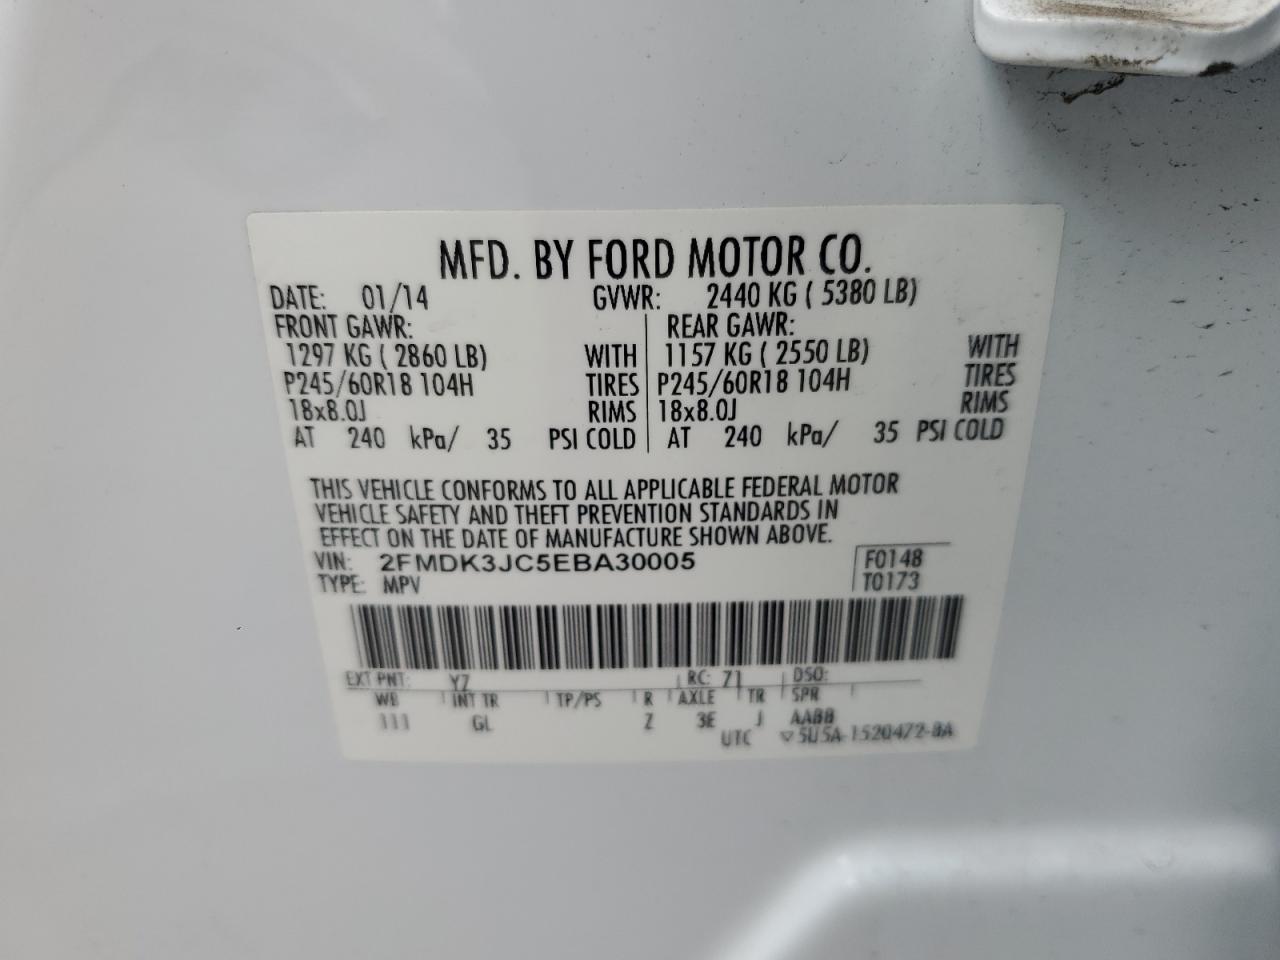 MFD. BY FORD MOTOR CO.
DATE: 01/14 GVWR: 2440 KG ( 5380 LB)
FRONT GAWR: REAR GAWR:
1297 KG ( 2860 LB) WITH 1157 KG ( 2550 LB) WITH
P245/60R18 104H TIRES P245/60R18 104H TIRES
18x8.0J RIMS 18x8.0J RIMS
AT 240 kPa/ 35 PSI COLD AT 240 kPa/ 35 PSI COLD
THIS VEHICLE CONFORMS TO ALL APPLICABLE FEDERAL MOTOR
VEHICLE SAFETY AND THEFT PREVENTION STANDARDS IN
EFFECT ON THE DATE OF MANUFACTURE SHOWN ABOVE.
VIN: 2FMDK3JC5EBA30005 F0148
TYPE: MPV T0173
EXT PNT: YZ RC: 71 DSO:
WB INT TR TP/PS R AXLE TR SPR
111 GL Z 3E J AABB
UTC ▽5U5A-1520472-BA